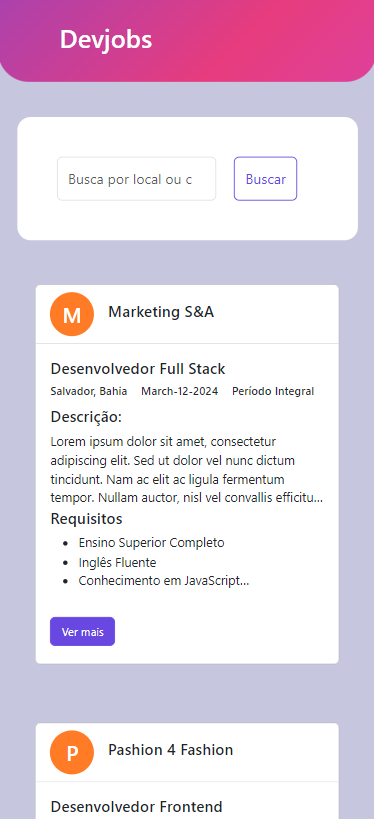 Devjobs
Busca por local ou c
Buscar
M
Marketing S&A
Desenvolvedor Full Stack
Salvador, Bahia March-12-2024 Período Integral
Descrição:
Lorem ipsum dolor sit amet, consectetur
adipiscing elit. Sed ut dolor vel nunc dictum
tincidunt. Nam ac elit ac ligula fermentum
tempor. Nullam auctor, nisl vel convallis efficitu...
Requisitos
Ensino Superior Completo
Inglês Fluente
Conhecimento em JavaScript...
Ver mais
P
Pashion 4 Fashion
Desenvolvedor Frontend